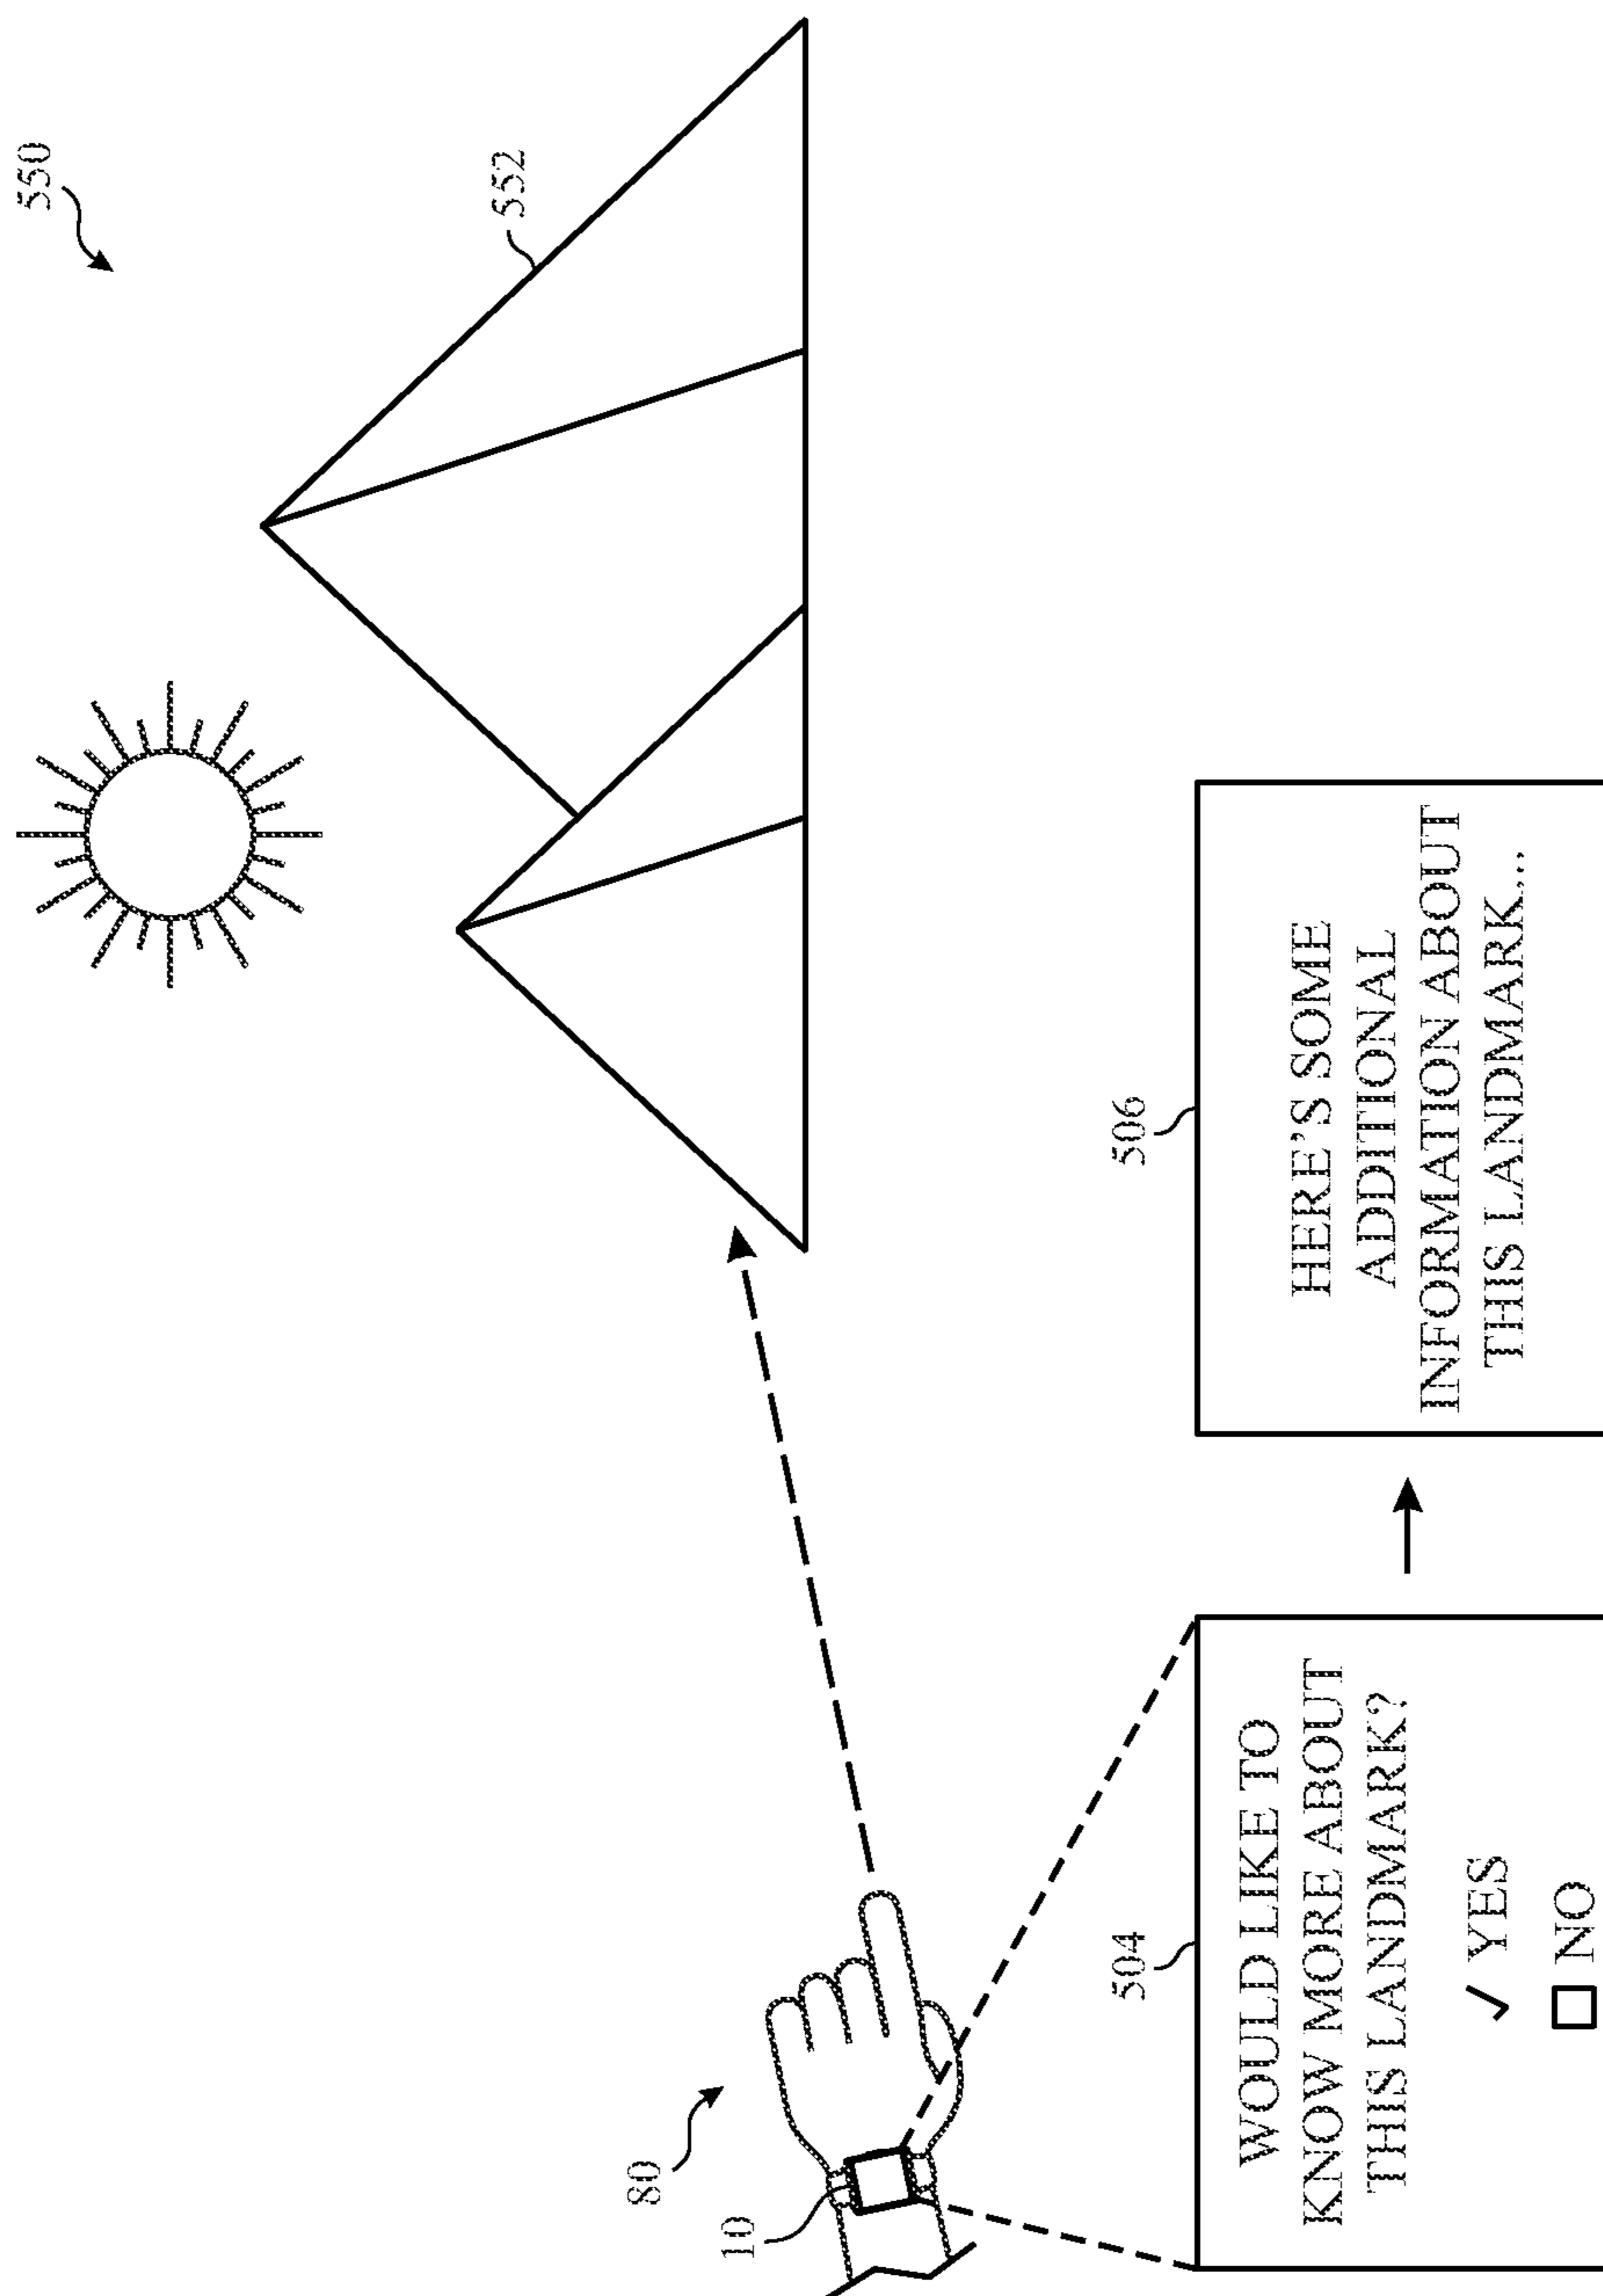 550
552
80
10
504
WOULD LIKE TO
KNOW MORE ABOUT
THIS LANDMARK?
✓ YES
☐ NO
506
HERE'S SOME
ADDITIONAL
INFORMATION ABOUT
THIS LANDMARK...